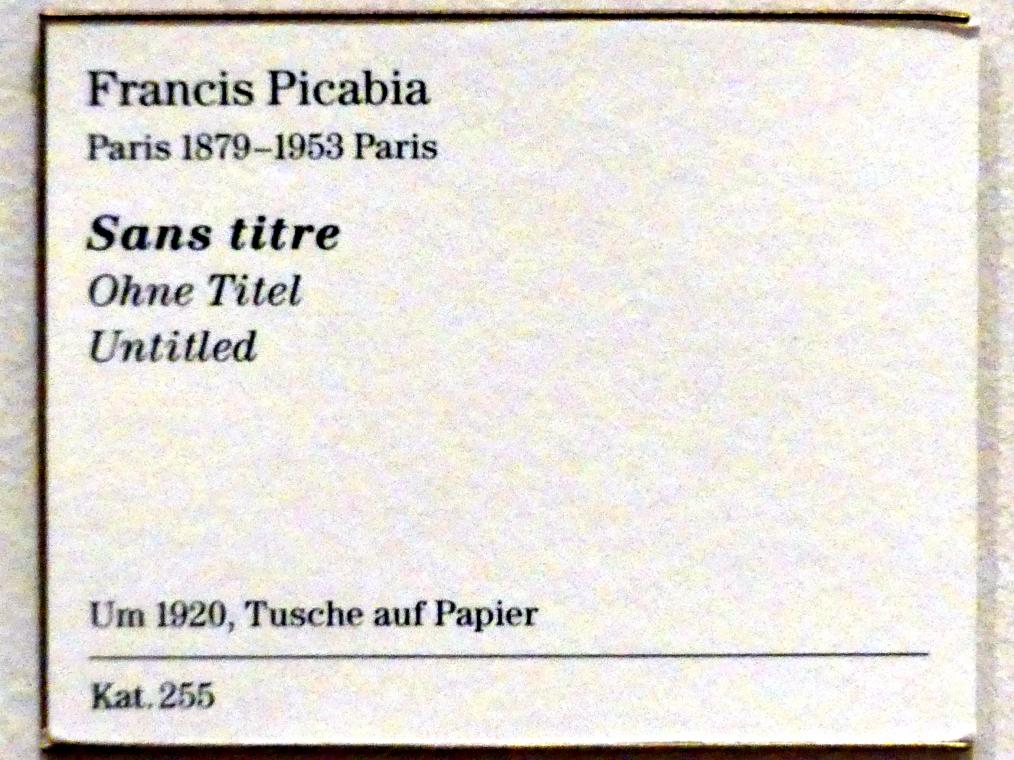 Francis Picabia
Paris 1879–1953 Paris
Sans titre
Ohne Titel
Untitled
Um 1920, Tusche auf Papier
Kat. 255